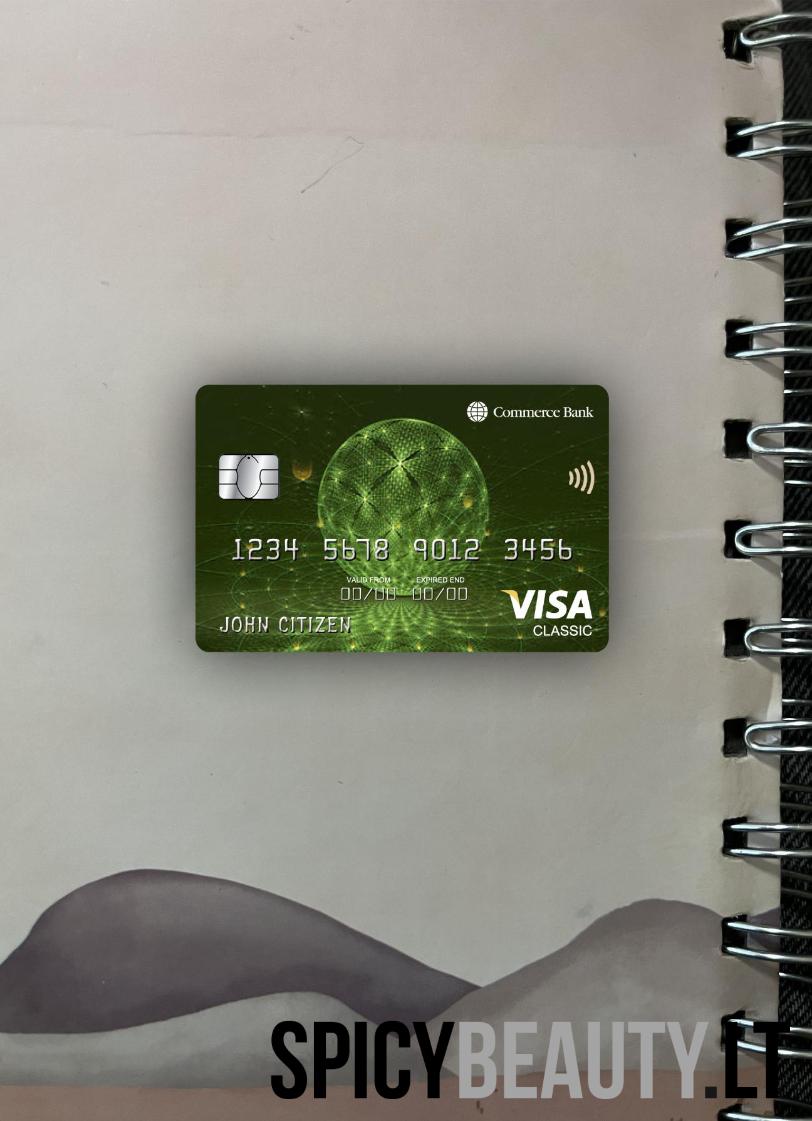 Commerce Bank
1234 5678 9012 3456
VALID FROM EXPIRED END
00/00 00/00
JOHN CITIZEN
VISA
CLASSIC
SPICYBEAUTY.LT